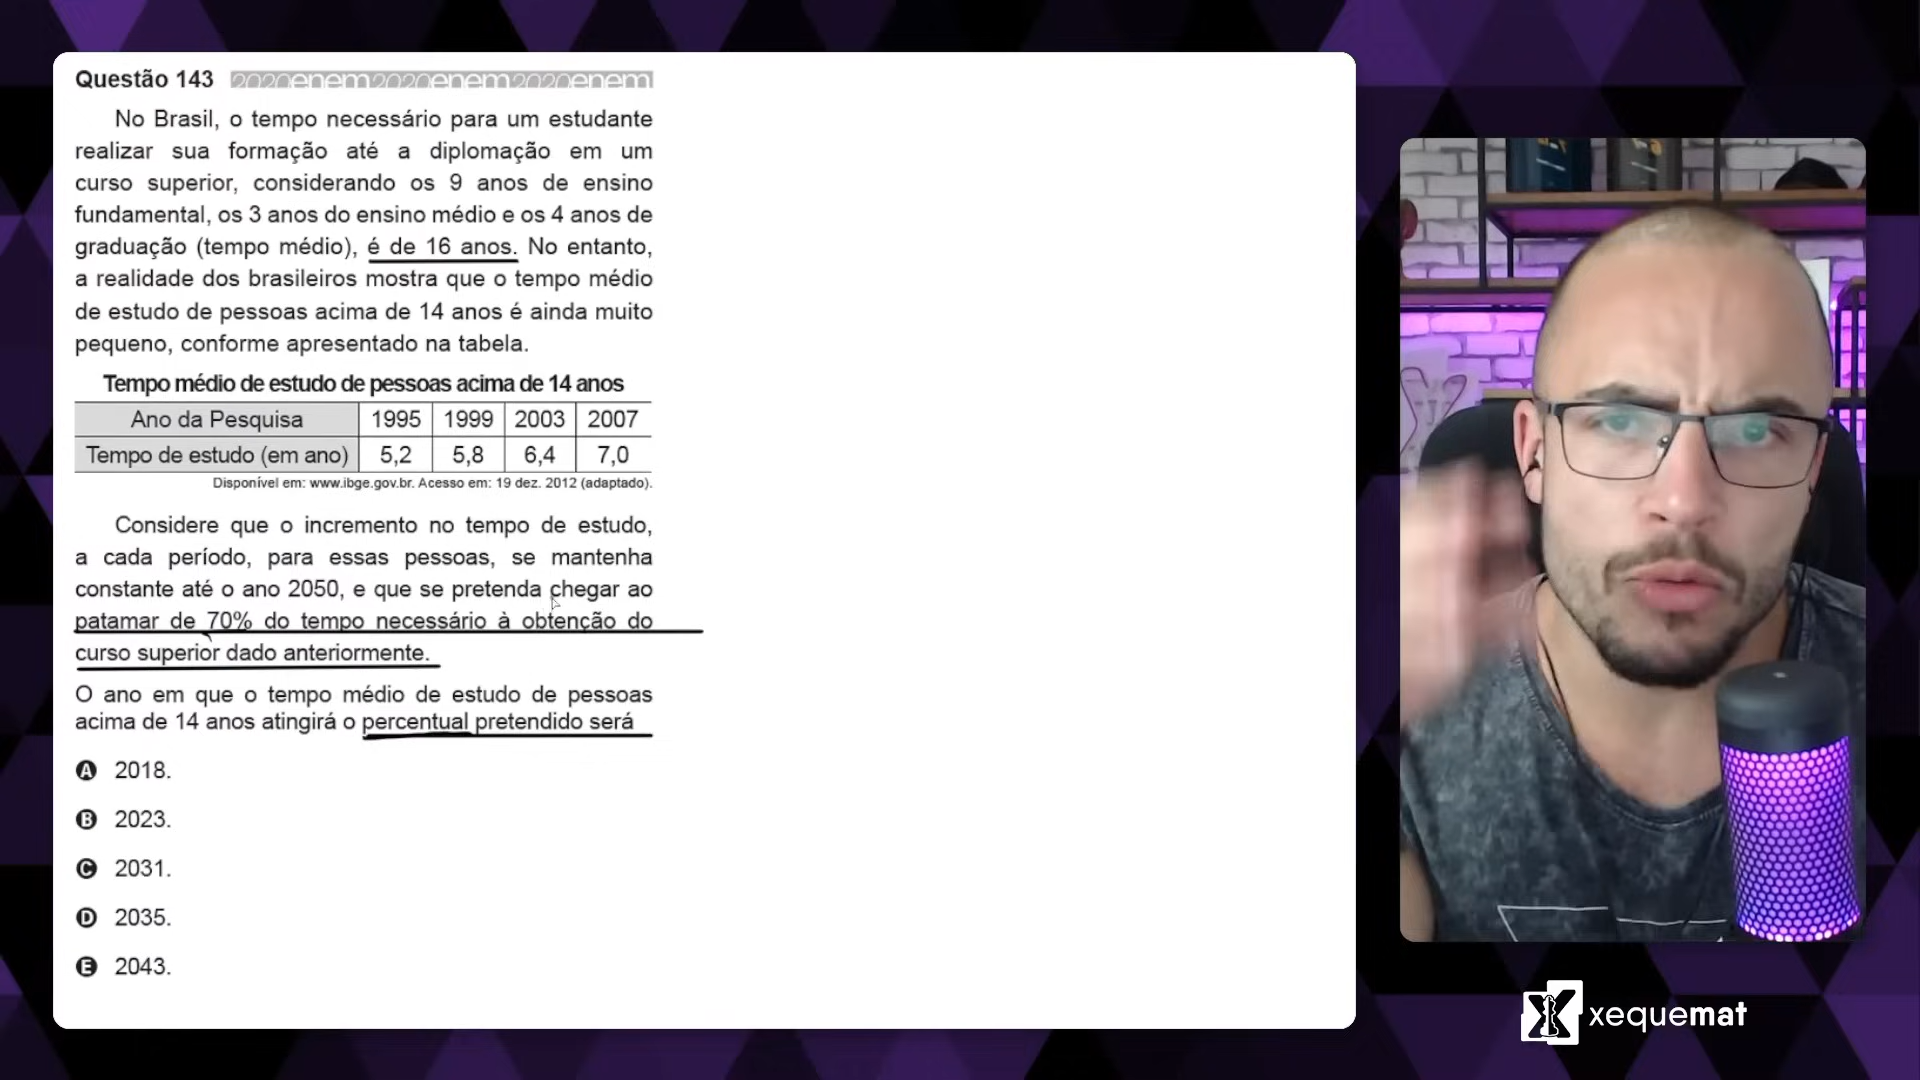 Questão 143 2020enem2020enem2020enem
No Brasil, o tempo necessário para um estudante
realizar sua formação até a diplomação em um
curso superior, considerando os 9 anos de ensino
fundamental, os 3 anos do ensino médio e os 4 anos de
graduação (tempo médio), é de 16 anos. No entanto,
a realidade dos brasileiros mostra que o tempo médio
de estudo de pessoas acima de 14 anos é ainda muito
pequeno, conforme apresentado na tabela.
Tempo médio de estudo de pessoas acima de 14 anos
Ano da Pesquisa 1995 1999 2003 2007
Tempo de estudo (em ano) 5,2 5,8 6,4 7,0
Disponível em: www.ibge.gov.br. Acesso em: 19 dez. 2012 (adaptado).
Considere que o incremento no tempo de estudo,
a cada período, para essas pessoas, se mantenha
constante até o ano 2050, e que se pretenda chegar ao
patamar de 70% do tempo necessário à obtenção do
curso superior dado anteriormente.
O ano em que o tempo médio de estudo de pessoas
acima de 14 anos atingirá o percentual pretendido será
A 2018.
B 2023.
C 2031.
D 2035.
E 2043.
xequemat